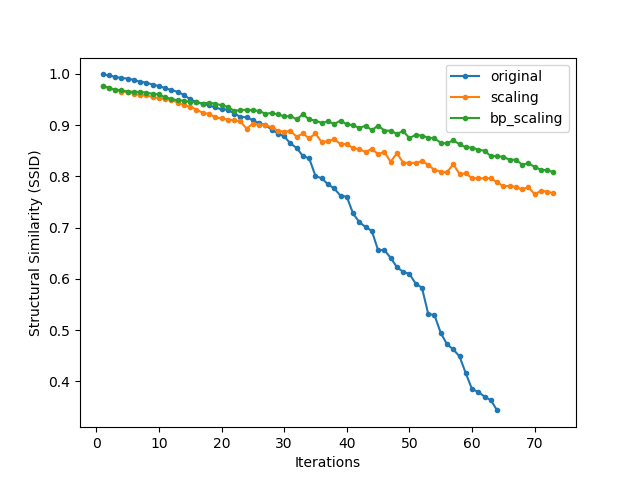 original
scaling
bp_scaling
1.0
0.9
0.8
0.7
0.6
0.5
0.4
Structural Similarity (SSID)
0 10 20 30 40 50 60 70
Iterations